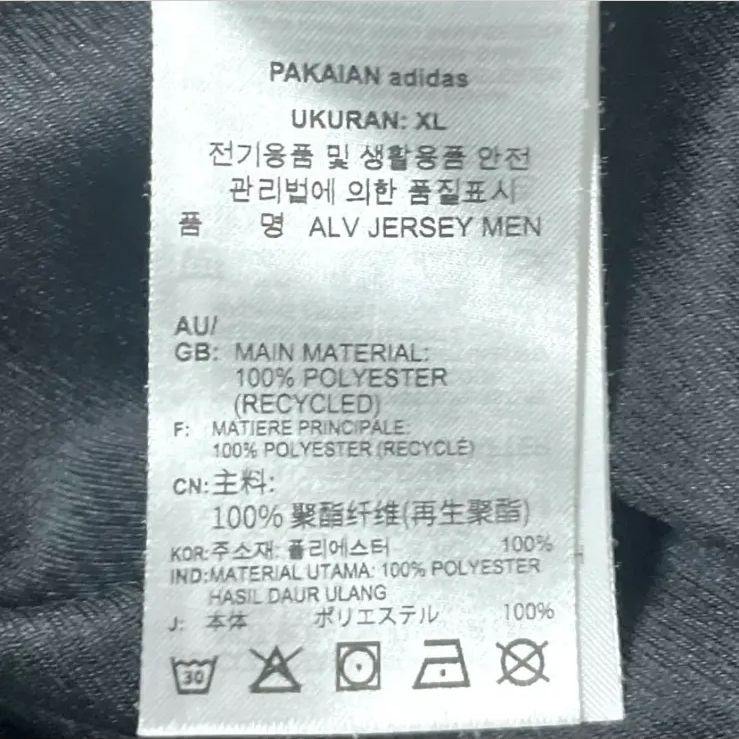 PAKAIAN adidas
UKURAN: XL
전기용품 및 생활용품 안전
관리법에 의한 품질표시
품 명 ALV JERSEY MEN
AU/
GB: MAIN MATERIAL:
100% POLYESTER
(RECYCLED)
F: MATIERE PRINCIPALE:
100% POLYESTER (RECYCLÉ)
CN:主料:
100% 聚酯纤维(再生聚酯)
KOR:주소재: 폴리에스터 100%
IND:MATERIAL UTAMA: 100% POLYESTER
HASIL DAUR ULANG
J: 本体 ポリエステル 100%
30